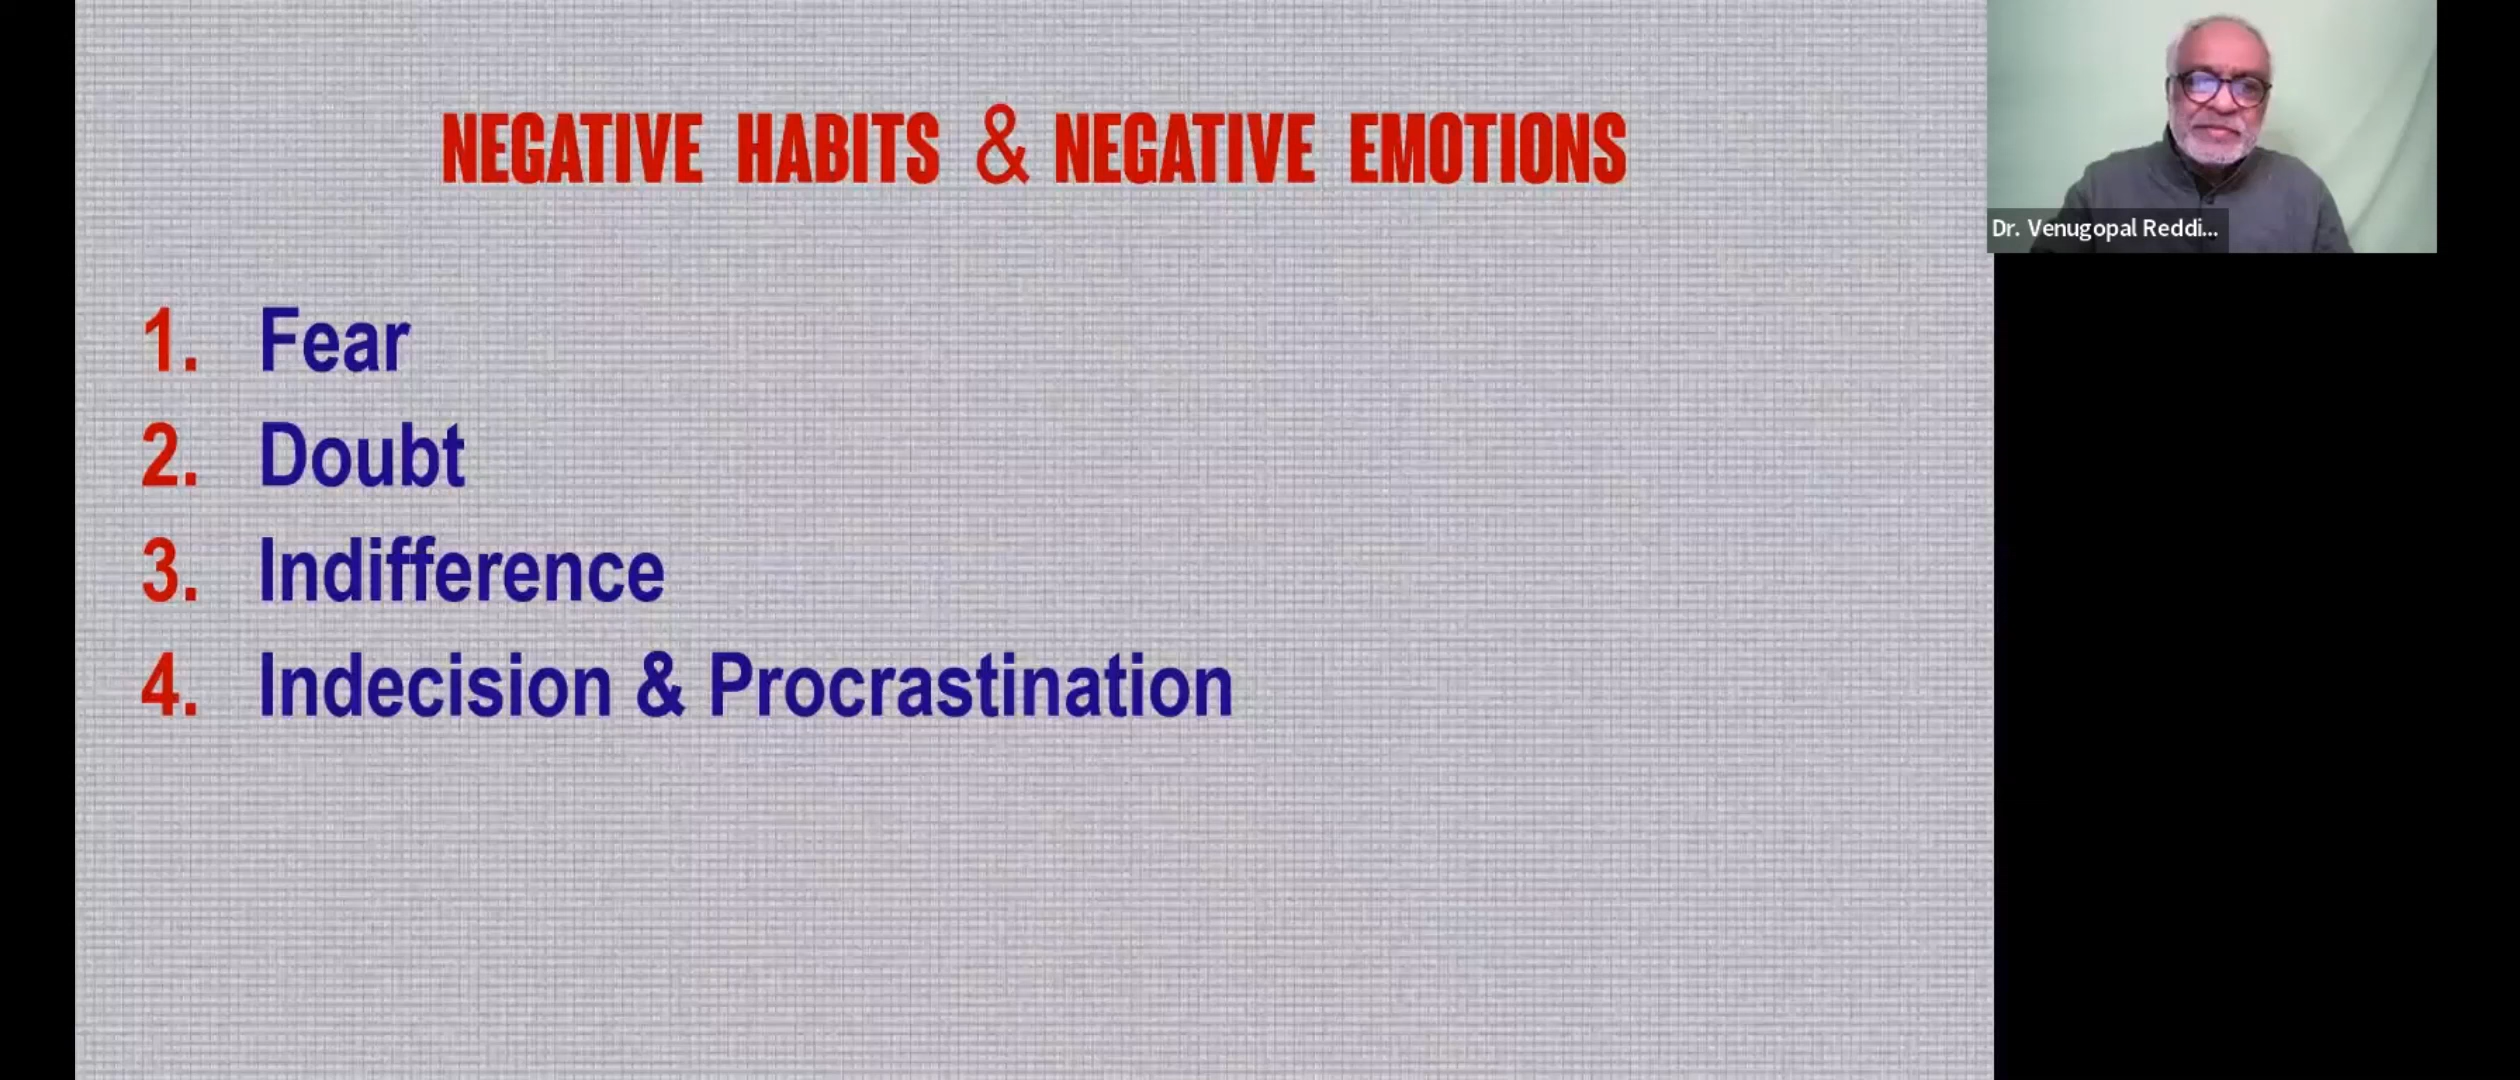 NEGATIVE HABITS & NEGATIVE EMOTIONS
Dr. Venugopal Reddi...
1. Fear
2. Doubt
3. Indifference
4. Indecision & Procrastination